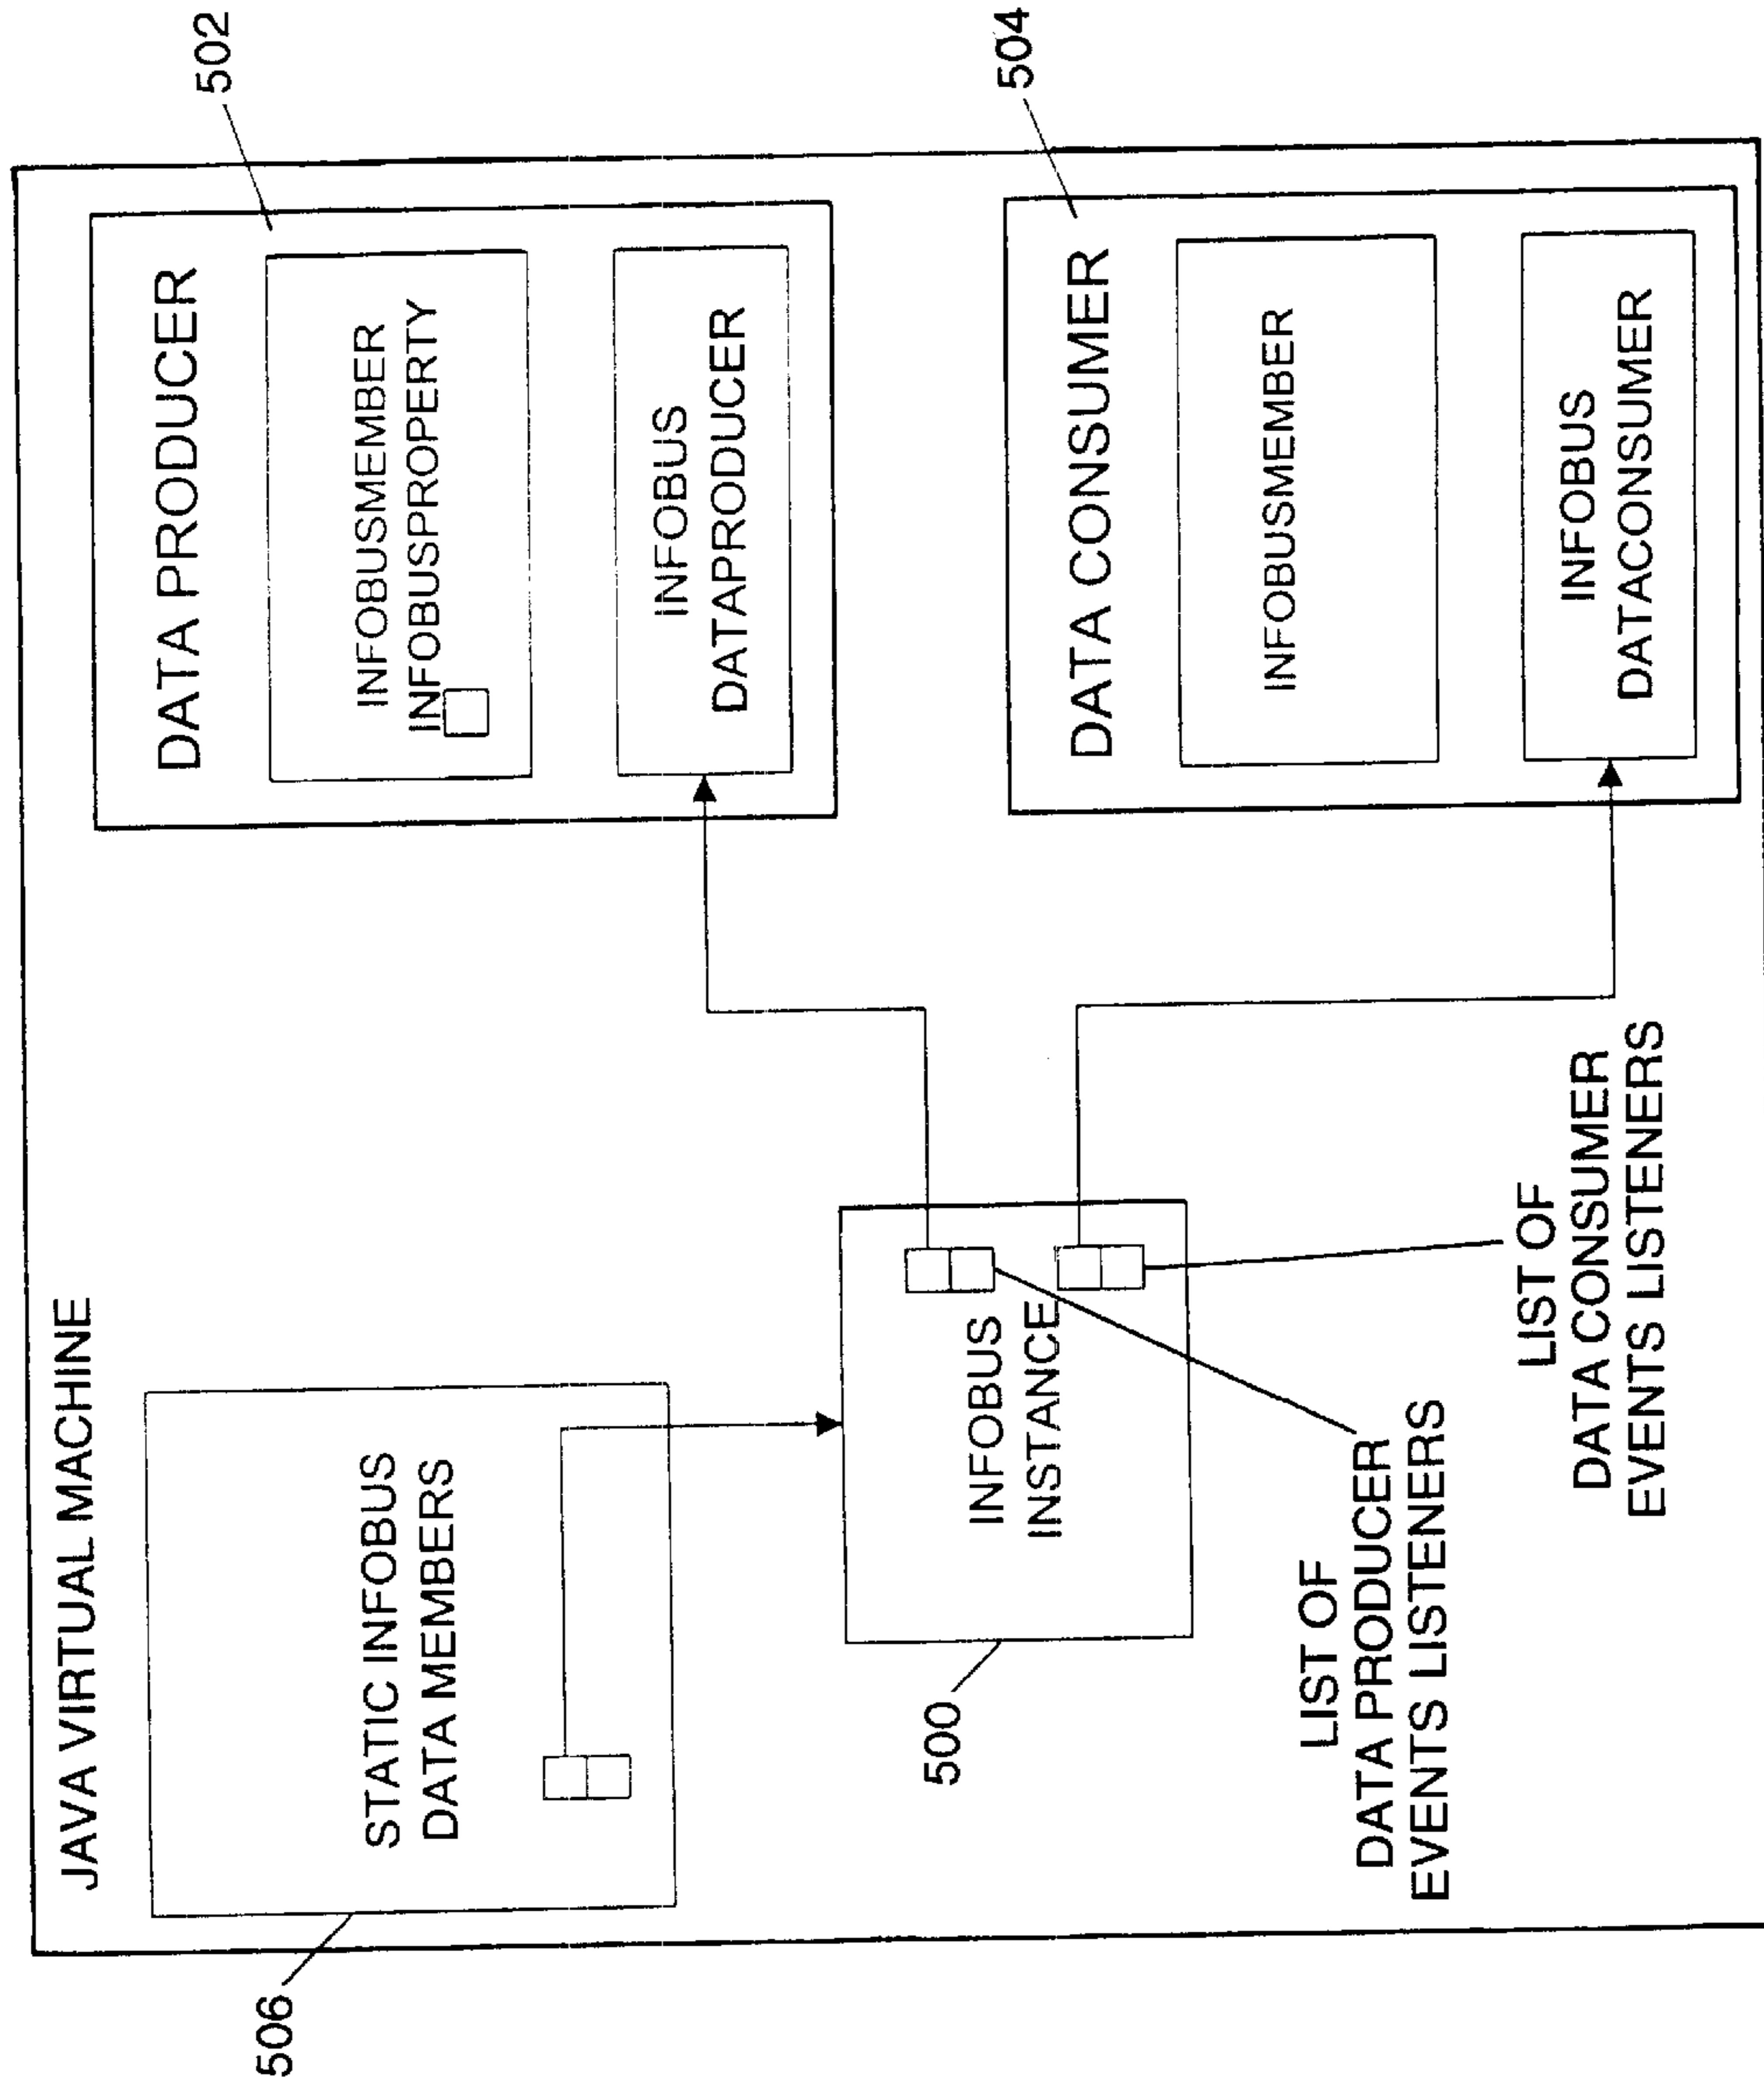 JAVA VIRTUAL MACHINE
506
STATIC INFOBUS
DATA MEMBERS
500
INFOBUS
INSTANCE
LIST OF
DATA PRODUCER
EVENTS LISTENERS
LIST OF
DATA CONSUMER
EVENTS LISTENERS
502
DATA PRODUCER
INFOBUSMEMBER
INFOBUSPROPERTY
INFOBUS
DATAPRODUCER
504
DATA CONSUMER
INFOBUSMEMBER
INFOBUS
DATACONSUMER